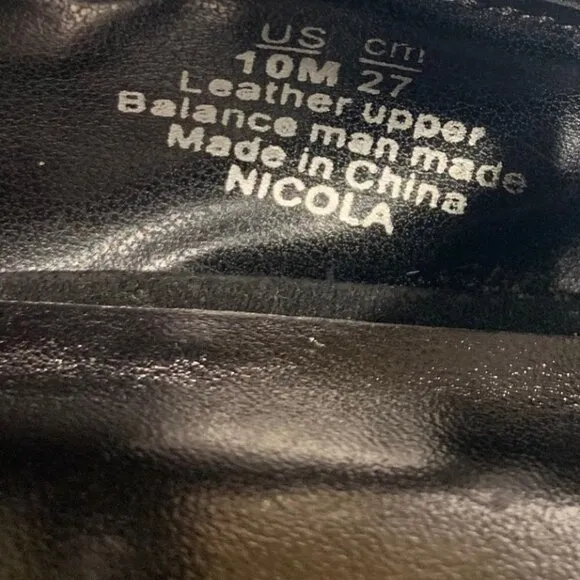 US cm
10M 27
Leather upper
Balance man made
Made in China
NICOLA